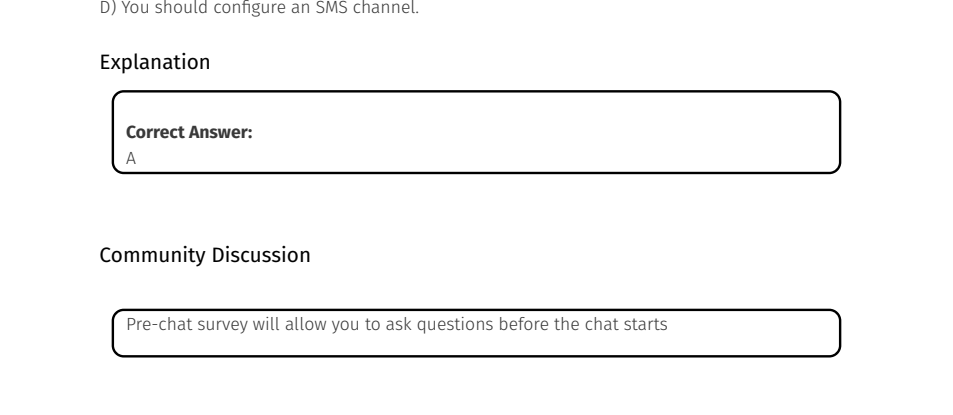 D) You should configure an SMS channel.
Explanation
Correct Answer:
A
Community Discussion
Pre-chat survey will allow you to ask questions before the chat starts